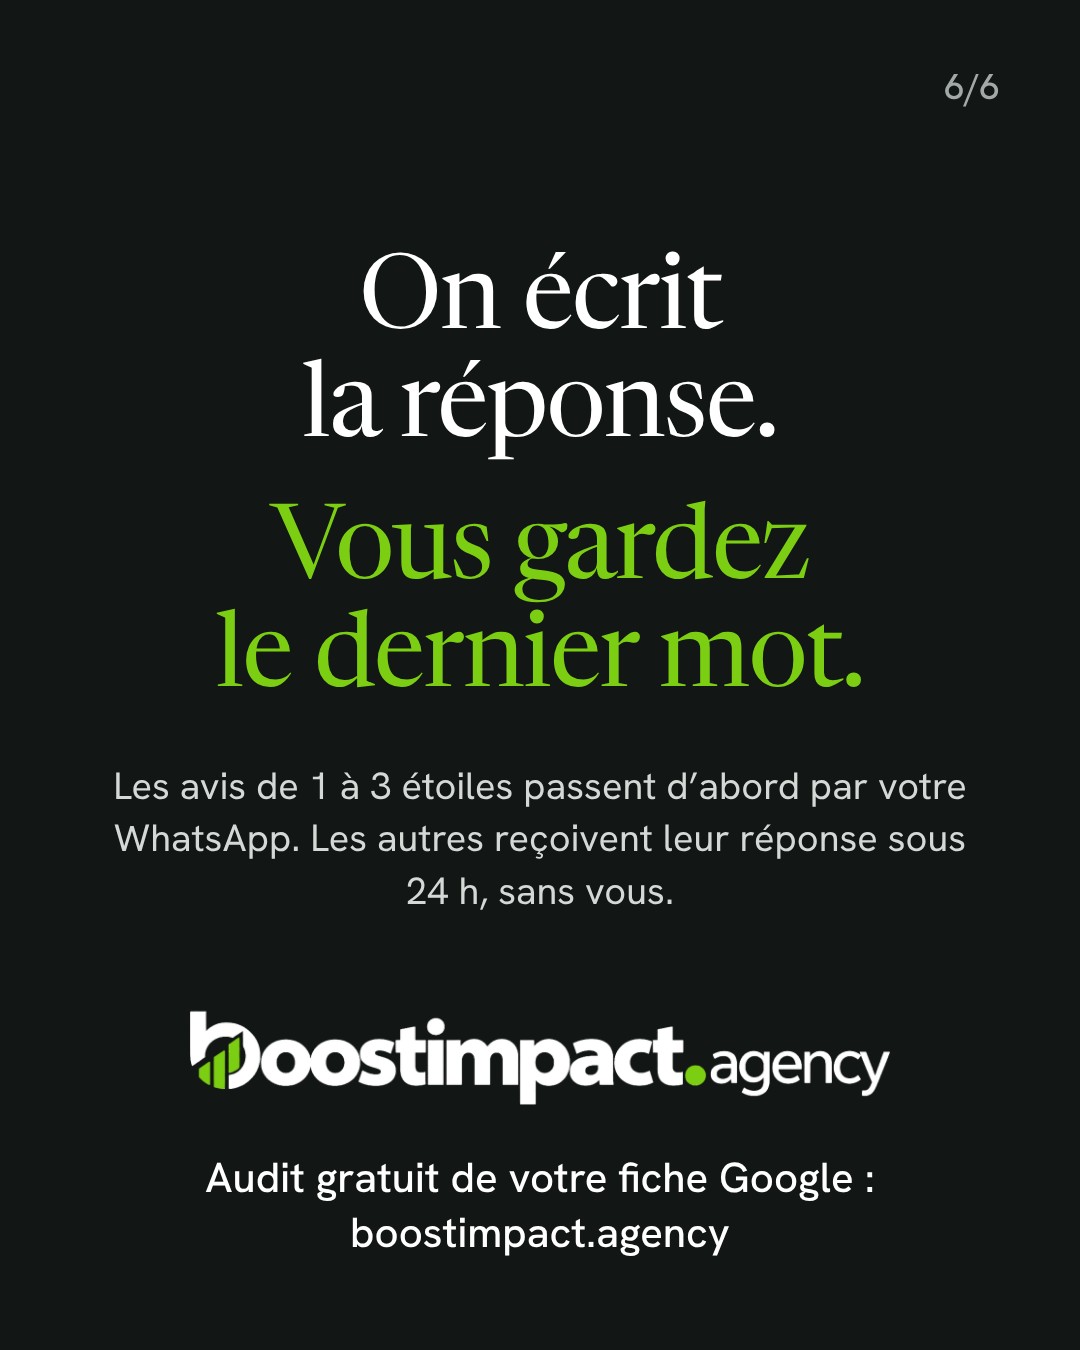 6/6
On écrit
la réponse.
Vous gardez
le dernier mot.
Les avis de 1 à 3 étoiles passent d’abord par votre
WhatsApp. Les autres reçoivent leur réponse sous
24 h, sans vous.
boostimpact.agency
Audit gratuit de votre fiche Google :
boostimpact.agency